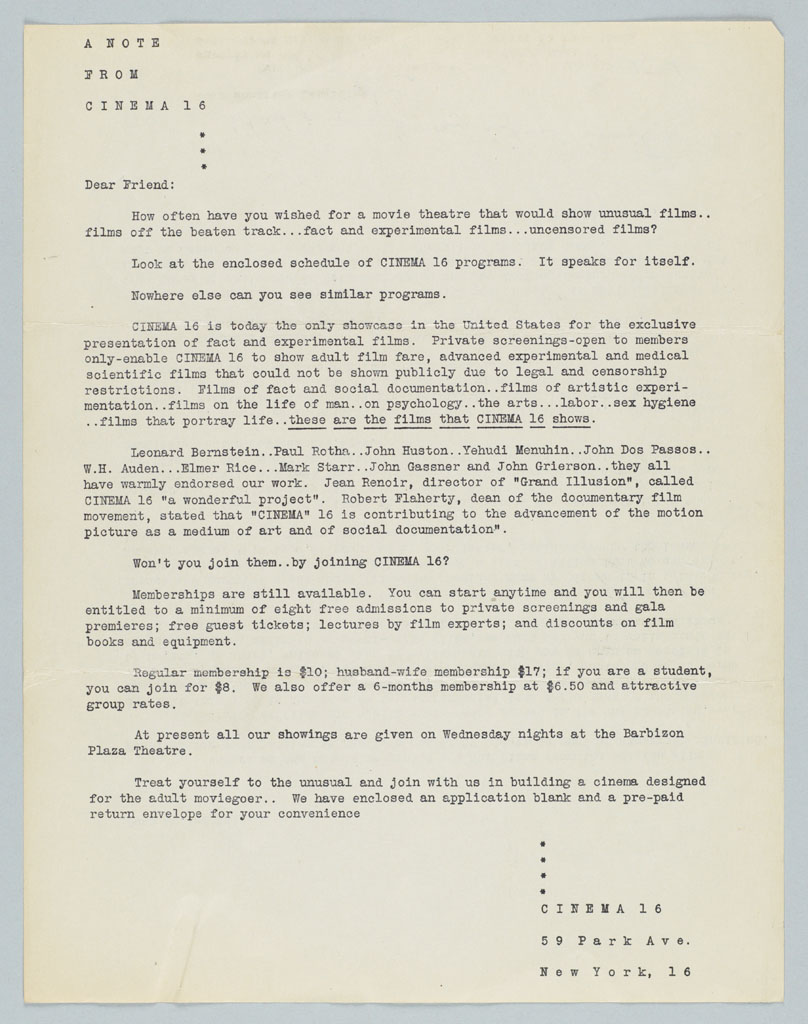 A NOTE
FROM
CINEMA 16
*
*
*
Dear Friend:
How often have you wished for a movie theatre that would show unusual films..
films off the beaten track...fact and experimental films...uncensored films?
Look at the enclosed schedule of CINEMA 16 programs. It speaks for itself.
Nowhere else can you see similar programs.
CINEMA 16 is today the only showcase in the United States for the exclusive
presentation of fact and experimental films. Private screenings-open to members
only-enable CINEMA 16 to show adult film fare, advanced experimental and medical
scientific films that could not be shown publicly due to legal and censorship
restrictions. Films of fact and social documentation..films of artistic experi-
mentation..films on the life of man..on psychology..the arts...labor..sex hygiene
..films that portray life..these are the films that CINEMA 16 shows.
Leonard Bernstein..Paul Rotha..John Huston..Yehudi Menuhin..John Dos Passos..
W.H. Auden...Elmer Rice...Mark Starr..John Gassner and John Grierson..they all
have warmly endorsed our work. Jean Renoir, director of "Grand Illusion", called
CINEMA 16 "a wonderful project". Robert Flaherty, dean of the documentary film
movement, stated that "CINEMA" 16 is contributing to the advancement of the motion
picture as a medium of art and of social documentation".
Won't you join them..by joining CINEMA 16?
Memberships are still available. You can start anytime and you will then be
entitled to a minimum of eight free admissions to private screenings and gala
premieres; free guest tickets; lectures by film experts; and discounts on film
books and equipment.
Regular membership is $10; husband-wife membership $17; if you are a student,
you can join for $8. We also offer a 6-months membership at $6.50 and attractive
group rates.
At present all our showings are given on Wednesday nights at the Barbizon
Plaza Theatre.
Treat yourself to the unusual and join with us in building a cinema designed
for the adult moviegoer.. We have enclosed an application blank and a pre-paid
return envelope for your convenience
*
*
*
*
CINEMA 16
59 Park Ave.
New York, 16